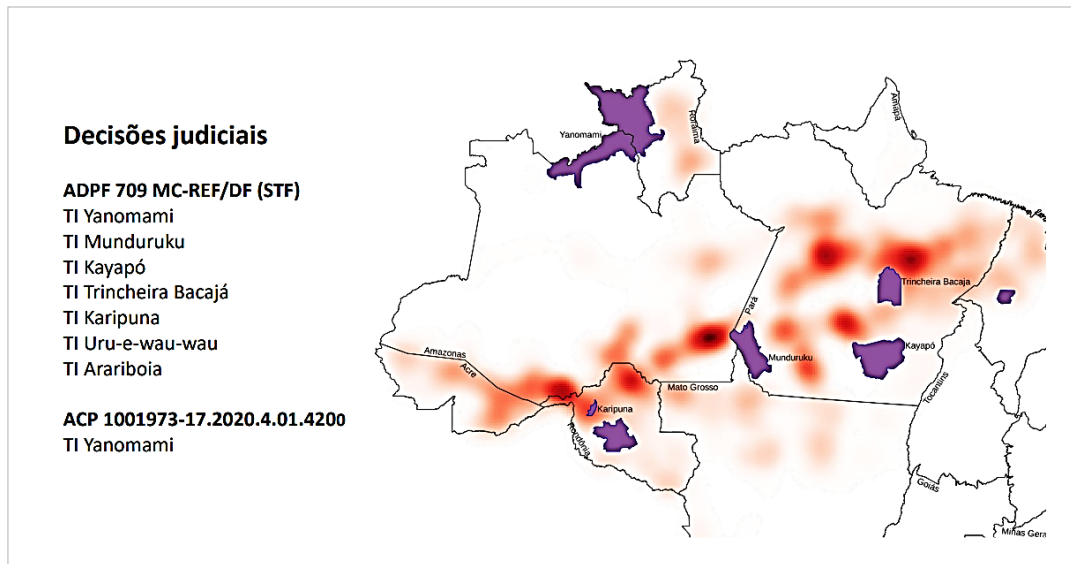 Decisões judiciais
ADPF 709 MC-REF/DF (STF)
TI Yanomami
TI Munduruku
TI Kayapó
TI Trincheira Bacajá
TI Karipuna
TI Uru-e-wau-wau
TI Arariboia
ACP 1001973-17.2020.4.01.4200
TI Yanomami
Yanomami
Roraima
Amapá
Trincheira Bacaja
Pará
Munduruku
Kayapó
Amazonas
Acre
Mato Grosso
Tocantins
Karipuna
Rondônia
Goiás
Minas Gera